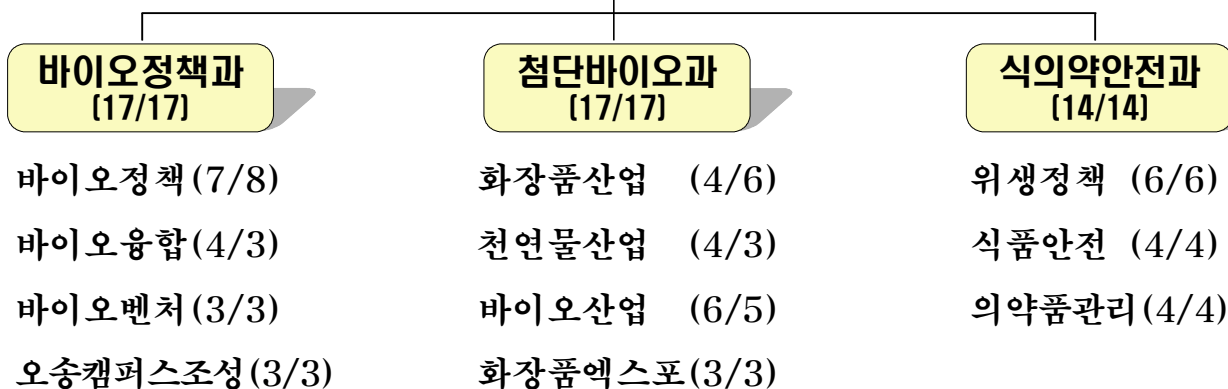 바이오정책과
(17/17)
바이오정책(7/8)
바이오융합(4/3)
바이오벤처(3/3)
오송캠퍼스조성(3/3)
첨단바이오과
(17/17)
화장품산업 (4/6)
천연물산업 (4/3)
바이오산업 (6/5)
화장품엑스포(3/3)
식의약안전과
(14/14)
위생정책 (6/6)
식품안전 (4/4)
의약품관리(4/4)